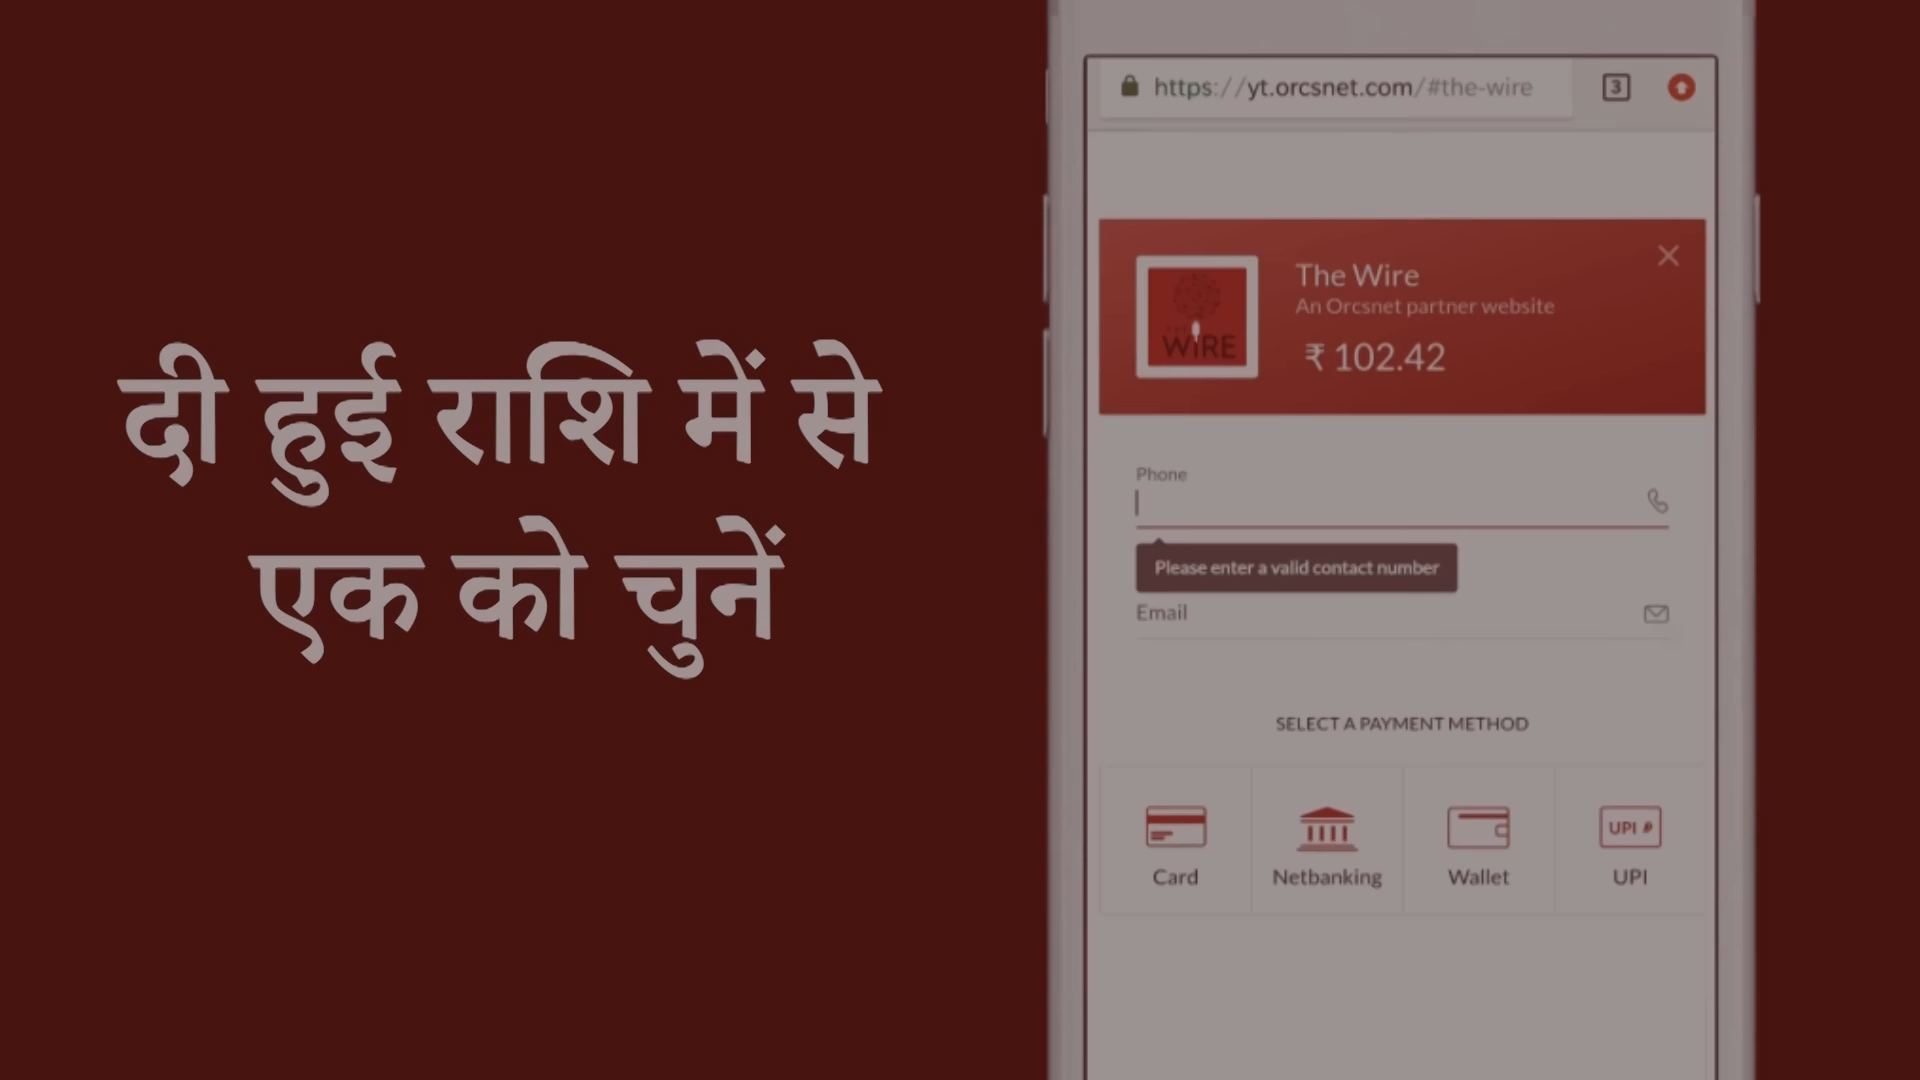 दी हुई राशि में से
एक को चुनें
https://yt.orcsnet.com/#the-wire
3
The Wire
An Orcsnet partner website
₹ 102.42
WIRE
Phone
Please enter a valid contact number
Email
SELECT A PAYMENT METHOD
UPI
Card
Netbanking
Wallet
UPI